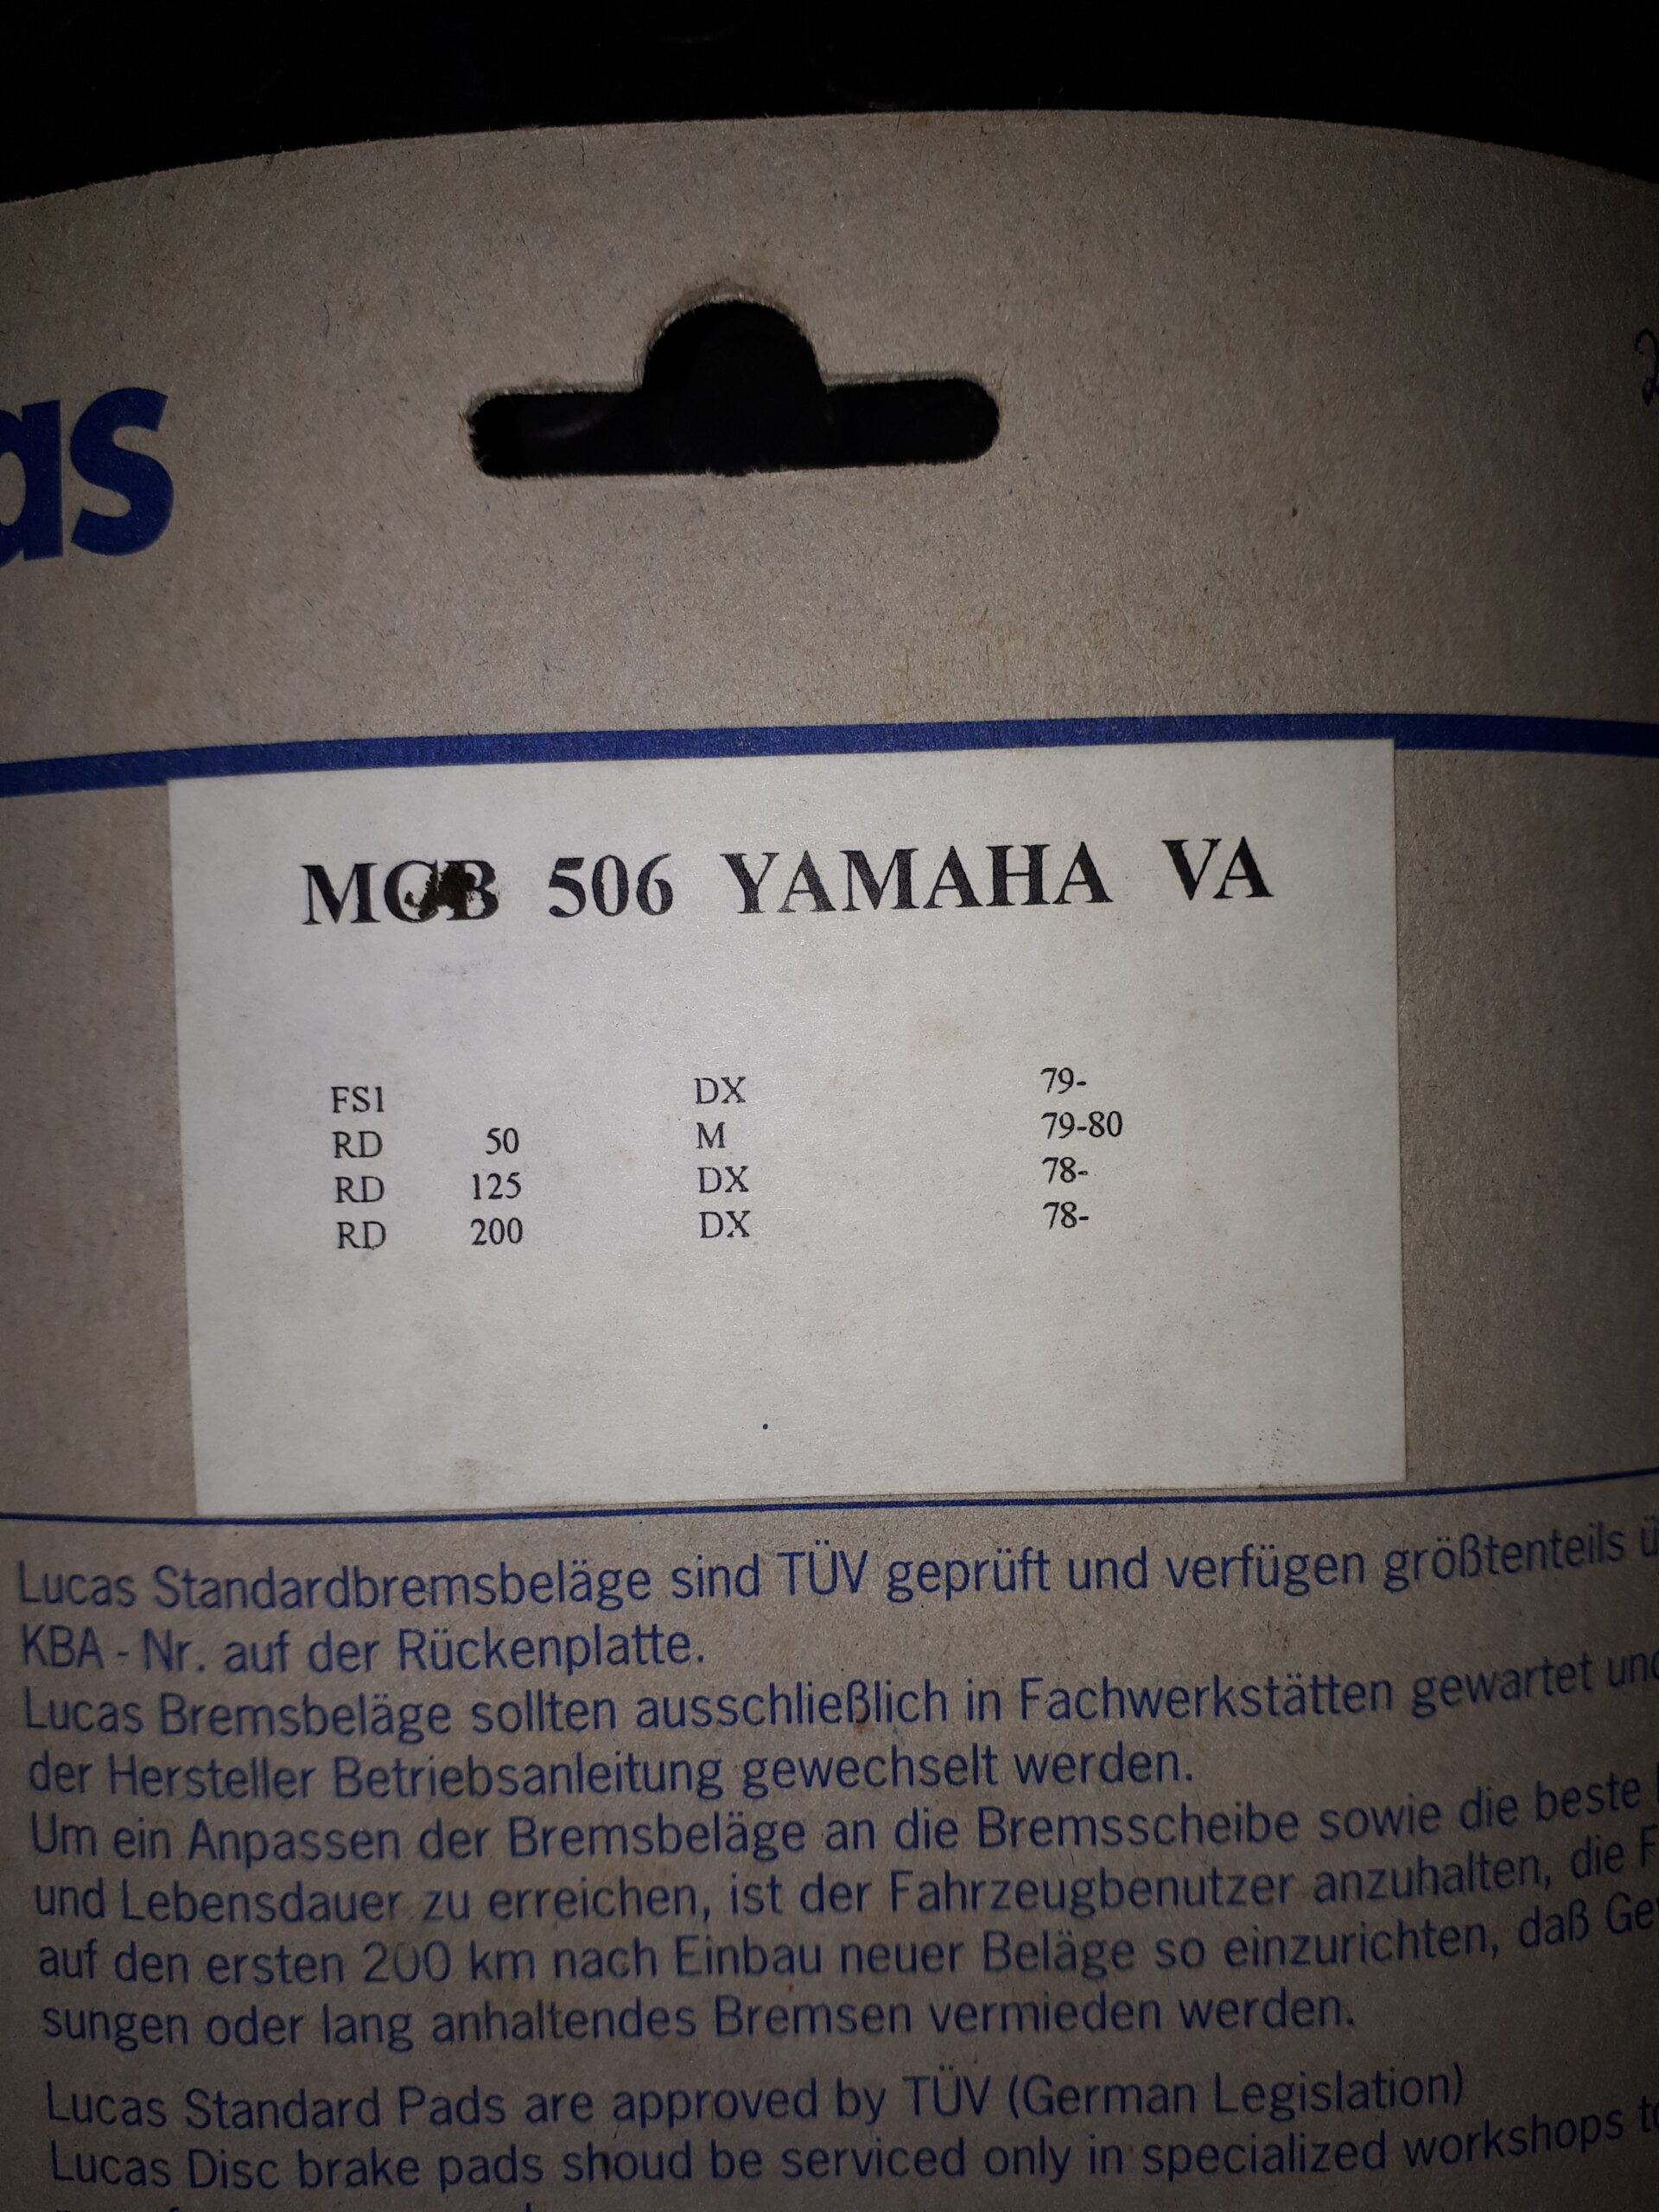 as
MCB 506 YAMAHA VA
FS1 DX 79-
RD 50 M 79-80
RD 125 DX 78-
RD 200 DX 78-
Lucas Standardbremsbeläge sind TÜV geprüft und verfügen größtenteils ü
KBA - Nr. auf der Rückenplatte.
Lucas Bremsbeläge sollten ausschließlich in Fachwerkstätten gewartet und
der Hersteller Betriebsanleitung gewechselt werden.
Um ein Anpassen der Bremsbeläge an die Bremsscheibe sowie die beste
und Lebensdauer zu erreichen, ist der Fahrzeugbenutzer anzuhalten, die F
auf den ersten 200 km nach Einbau neuer Beläge so einzurichten, daß Ge
sungen oder lang anhaltendes Bremsen vermieden werden.
Lucas Standard Pads are approved by TÜV (German Legislation)
Lucas Disc brake pads shoud be serviced only in specialized workshops to